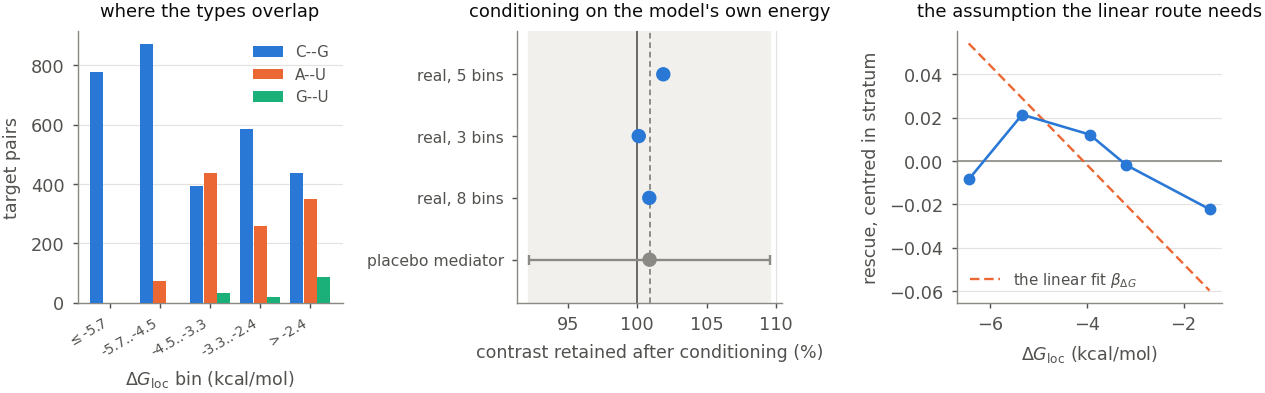 where the types overlap
target pairs
800
600
400
200
0
C--G
A--U
G--U
≤ -5.7
-5.7..-4.5
-4.5..-3.3
-3.3..-2.4
> -2.4
ΔG_loc bin (kcal/mol)
conditioning on the model's own energy
real, 5 bins
real, 3 bins
real, 8 bins
placebo mediator
95
100
105
110
contrast retained after conditioning (%)
the assumption the linear route needs
rescue, centred in stratum
0.04
0.02
0.00
−0.02
−0.04
−0.06
the linear fit β_ΔG
−6
−4
−2
ΔG_loc (kcal/mol)